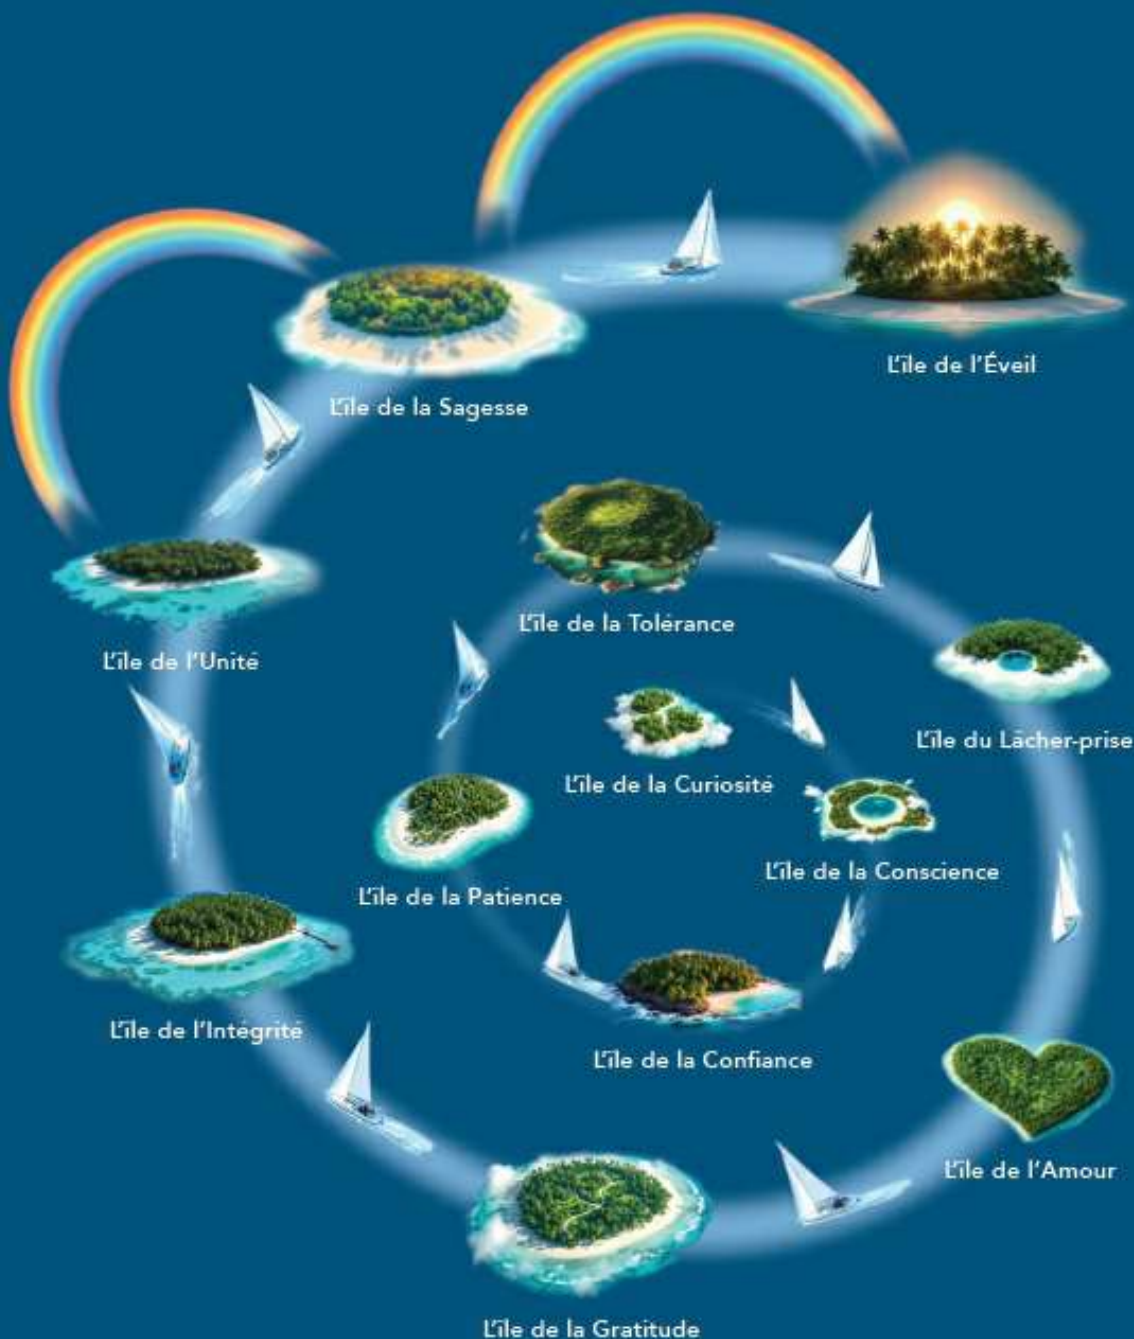 L'île de l'Éveil
L'île de la Sagesse
L'île de la Tolérance
L'île de l'Unité
L'île du Lâcher-prise
L'île de la Curiosité
L'île de la Conscience
L'île de la Patience
L'île de l'Intégrité
L'île de la Confiance
L'île de l'Amour
L'île de la Gratitude